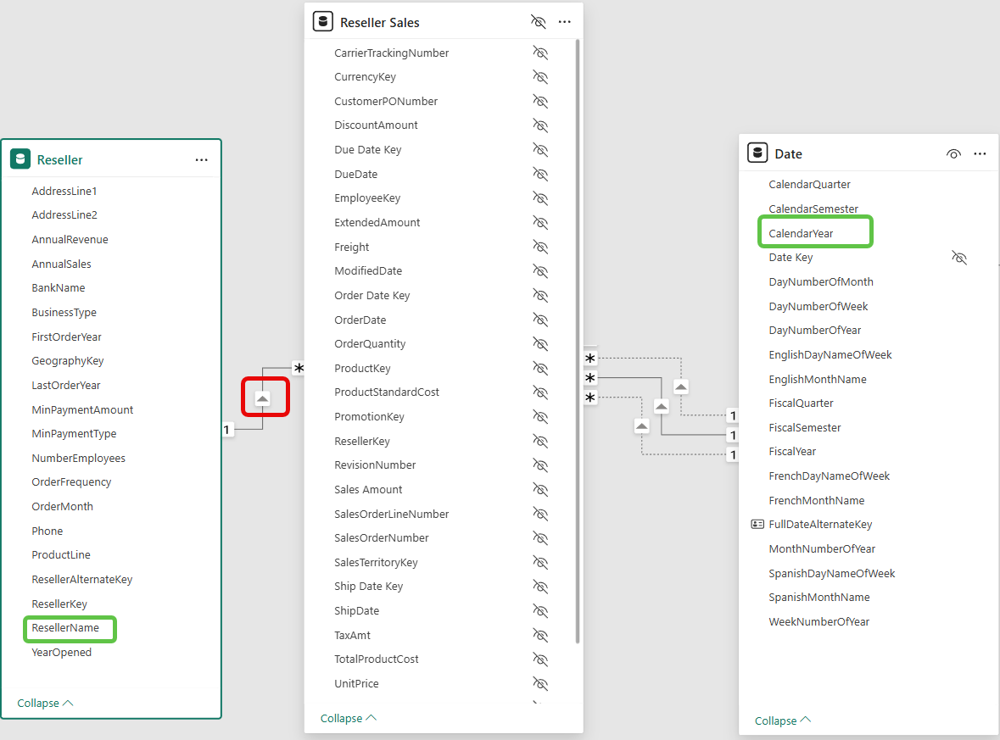 Reseller
AddressLine1
AddressLine2
AnnualRevenue
AnnualSales
BankName
BusinessType
FirstOrderYear
GeographyKey
LastOrderYear
MinPaymentAmount
MinPaymentType
NumberEmployees
OrderFrequency
OrderMonth
Phone
ProductLine
ResellerAlternateKey
ResellerKey
ResellerName
YearOpened
Collapse
1
*
Reseller Sales
CarrierTrackingNumber
CurrencyKey
CustomerPONumber
DiscountAmount
Due Date Key
DueDate
EmployeeKey
ExtendedAmount
Freight
ModifiedDate
Order Date Key
OrderDate
OrderQuantity
ProductKey
ProductStandardCost
PromotionKey
ResellerKey
RevisionNumber
Sales Amount
SalesOrderLineNumber
SalesOrderNumber
SalesTerritoryKey
Ship Date Key
ShipDate
TaxAmt
TotalProductCost
UnitPrice
Collapse
*
*
*
1
1
1
Date
CalendarQuarter
CalendarSemester
CalendarYear
Date Key
DayNumberOfMonth
DayNumberOfWeek
DayNumberOfYear
EnglishDayNameOfWeek
EnglishMonthName
FiscalQuarter
FiscalSemester
FiscalYear
FrenchDayNameOfWeek
FrenchMonthName
FullDateAlternateKey
MonthNumberOfYear
SpanishDayNameOfWeek
SpanishMonthName
WeekNumberOfYear
Collapse